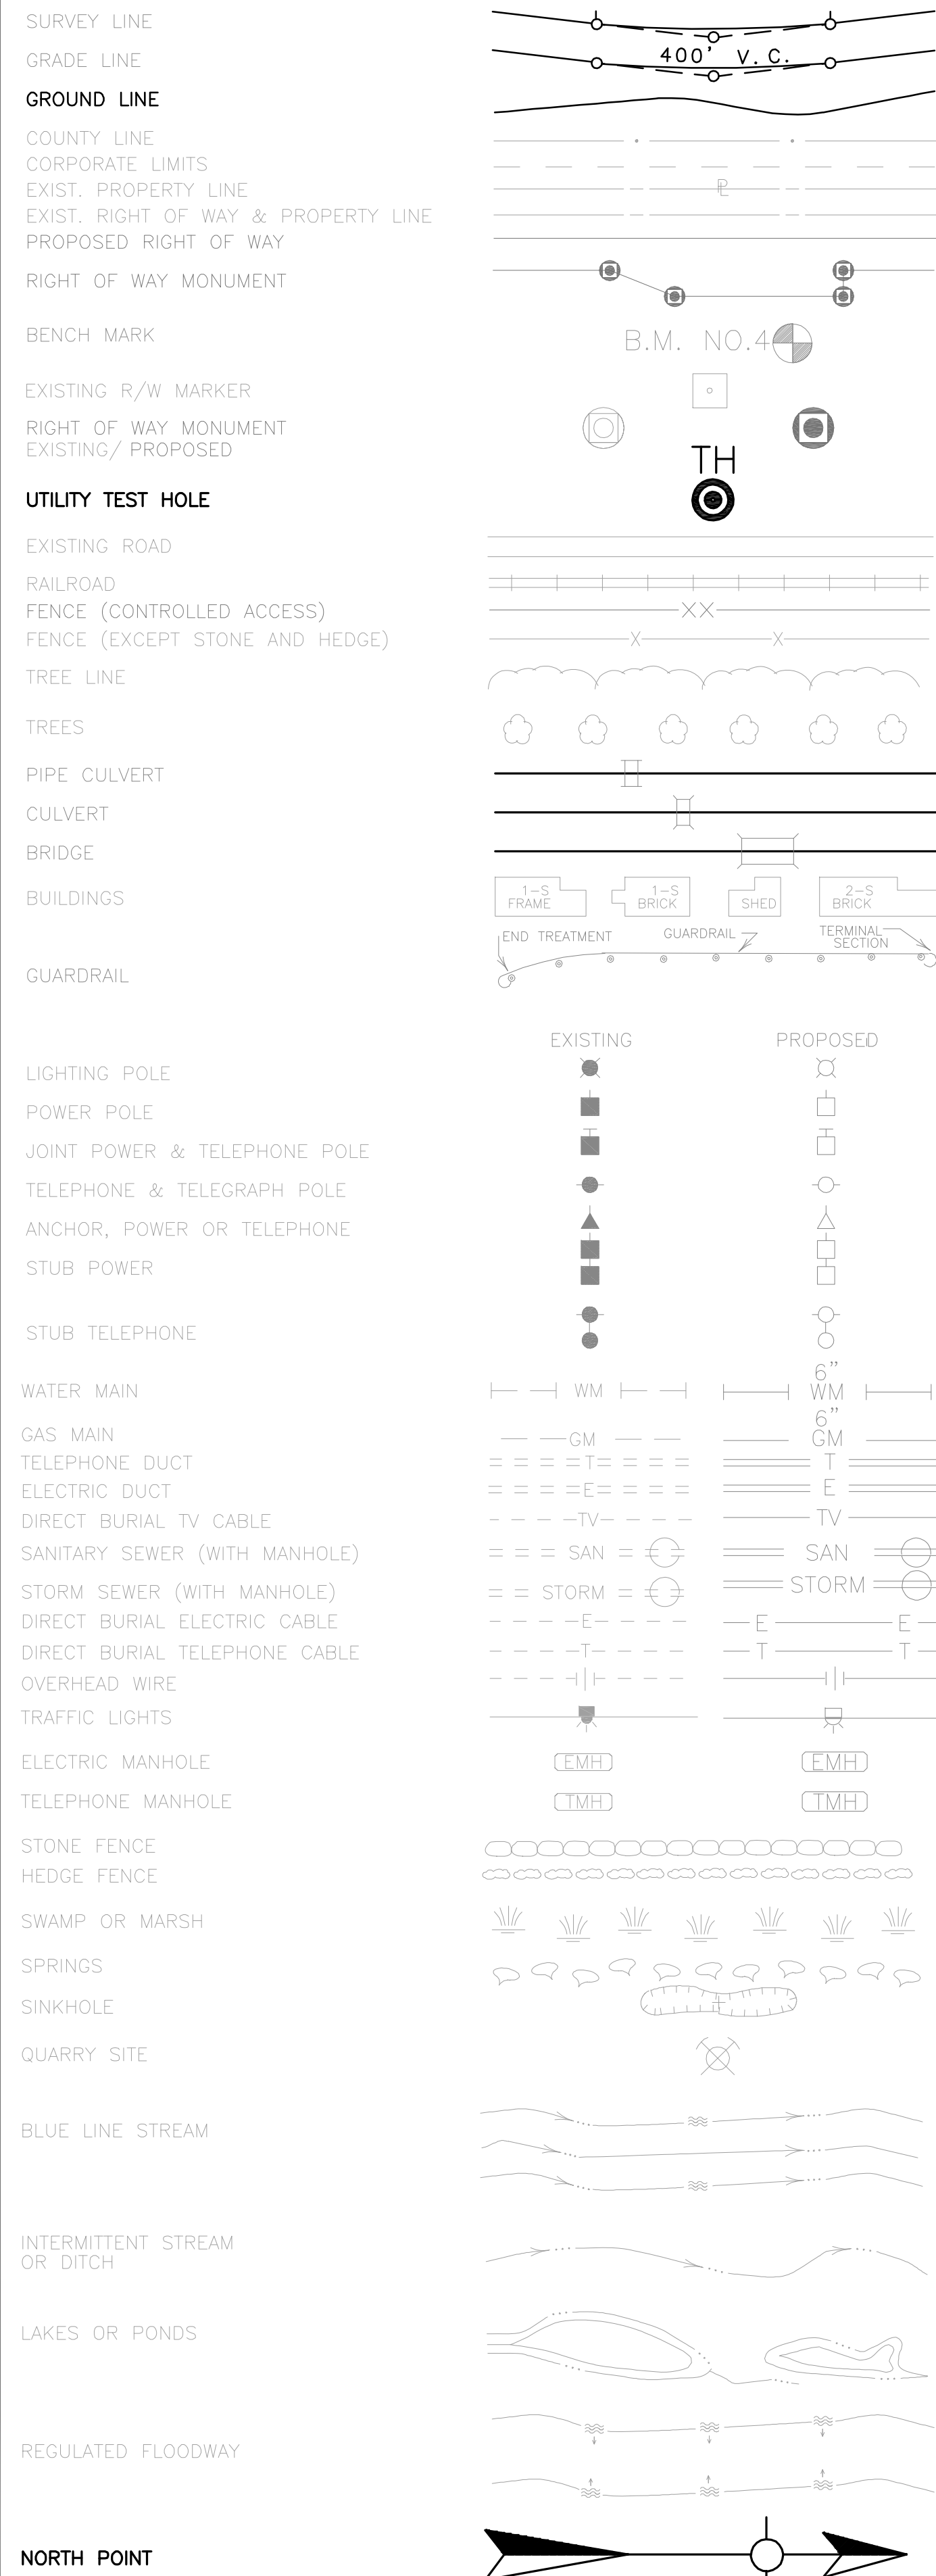 SURVEY LINE
GRADE LINE
400' V.C.
GROUND LINE
COUNTY LINE
CORPORATE LIMITS
EXIST. PROPERTY LINE
PL
EXIST. RIGHT OF WAY & PROPERTY LINE
PROPOSED RIGHT OF WAY
RIGHT OF WAY MONUMENT
BENCH MARK
B.M. NO.4
EXISTING R/W MARKER
RIGHT OF WAY MONUMENT
EXISTING/ PROPOSED
TH
UTILITY TEST HOLE
EXISTING ROAD
RAILROAD
FENCE (CONTROLLED ACCESS)
XX
FENCE (EXCEPT STONE AND HEDGE)
X X
TREE LINE
TREES
PIPE CULVERT
CULVERT
BRIDGE
BUILDINGS
1-S FRAME
1-S BRICK
SHED
2-S BRICK
END TREATMENT
GUARDRAIL
TERMINAL SECTION
GUARDRAIL
EXISTING PROPOSED
LIGHTING POLE
POWER POLE
JOINT POWER & TELEPHONE POLE
TELEPHONE & TELEGRAPH POLE
ANCHOR, POWER OR TELEPHONE
STUB POWER
STUB TELEPHONE
6"
WATER MAIN WM WM
6"
GAS MAIN GM GM
TELEPHONE DUCT T T
ELECTRIC DUCT E E
DIRECT BURIAL TV CABLE TV TV
SANITARY SEWER (WITH MANHOLE) SAN SAN
STORM SEWER (WITH MANHOLE) STORM STORM
DIRECT BURIAL ELECTRIC CABLE E E E
DIRECT BURIAL TELEPHONE CABLE T T T
OVERHEAD WIRE
TRAFFIC LIGHTS
ELECTRIC MANHOLE EMH EMH
TELEPHONE MANHOLE TMH TMH
STONE FENCE
HEDGE FENCE
SWAMP OR MARSH
SPRINGS
SINKHOLE
QUARRY SITE
BLUE LINE STREAM
INTERMITTENT STREAM
OR DITCH
LAKES OR PONDS
REGULATED FLOODWAY
NORTH POINT